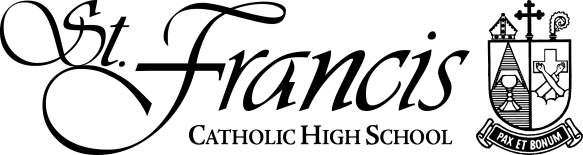 St. Francis
CATHOLIC HIGH SCHOOL
PAX ET BONUM